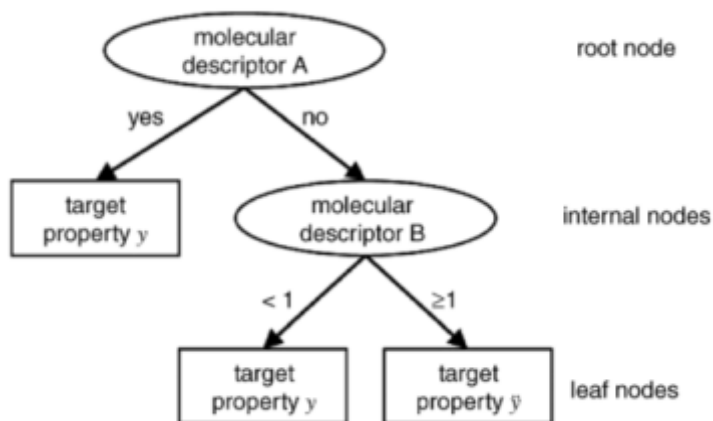 molecular
descriptor A
root node
yes
no
target
property y
molecular
descriptor B
internal nodes
< 1
≥1
target
property y
target
property ȳ
leaf nodes